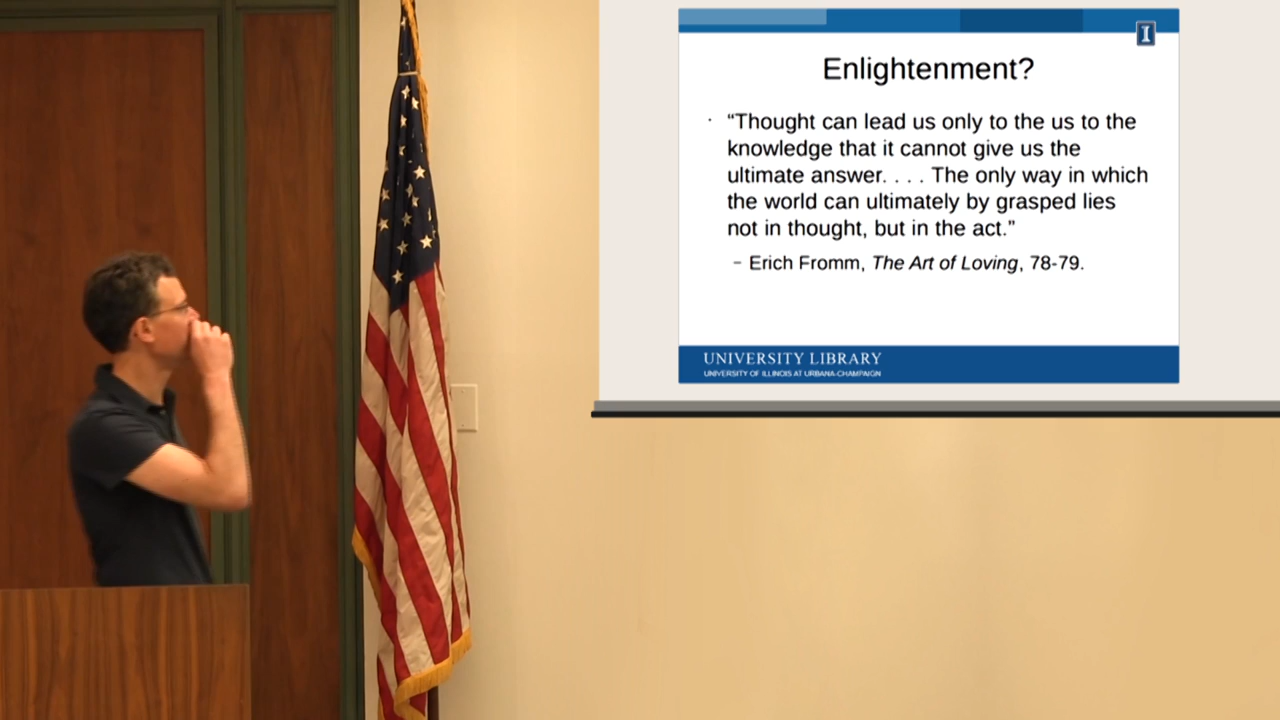 I
Enlightenment?
· “Thought can lead us only to the us to the
knowledge that it cannot give us the
ultimate answer. . . . The only way in which
the world can ultimately by grasped lies
not in thought, but in the act.”
– Erich Fromm, The Art of Loving, 78-79.
UNIVERSITY LIBRARY
UNIVERSITY OF ILLINOIS AT URBANA-CHAMPAIGN